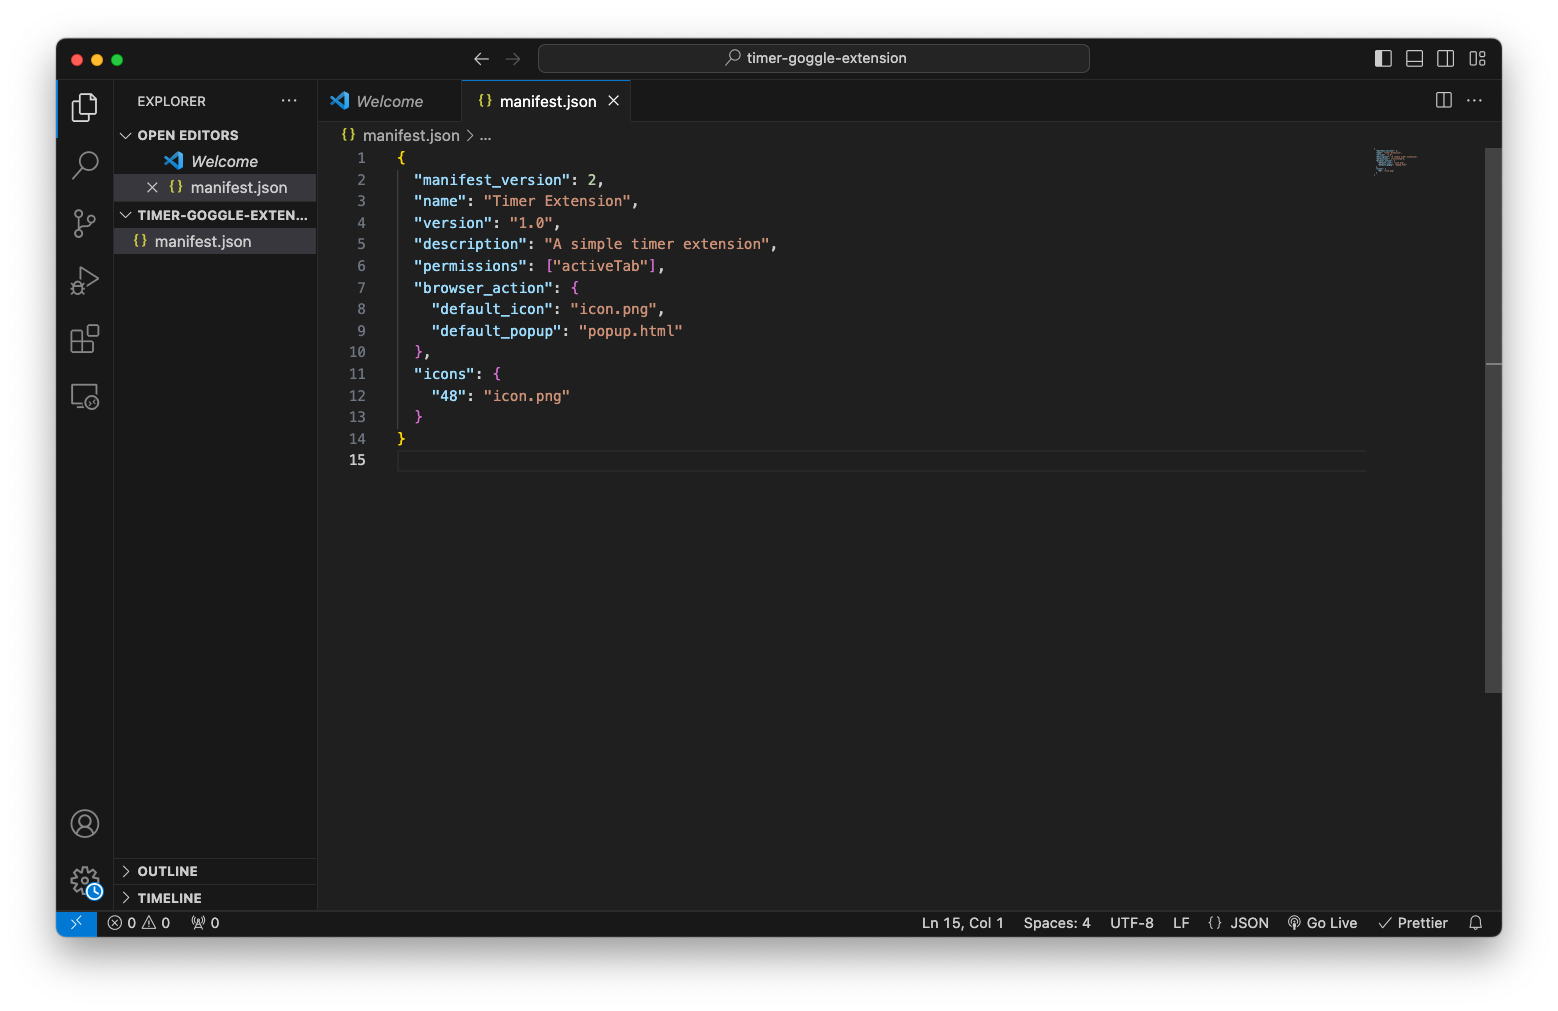 timer-goggle-extension
EXPLORER
OPEN EDITORS
Welcome
manifest.json
TIMER-GOGGLE-EXTEN...
manifest.json
OUTLINE
TIMELINE
Welcome
{} manifest.json
{} manifest.json > ...
1 {
2 "manifest_version": 2,
3 "name": "Timer Extension",
4 "version": "1.0",
5 "description": "A simple timer extension",
6 "permissions": ["activeTab"],
7 "browser_action": {
8 "default_icon": "icon.png",
9 "default_popup": "popup.html"
10 },
11 "icons": {
12 "48": "icon.png"
13 }
14 }
15
0 0 0 Ln 15, Col 1 Spaces: 4 UTF-8 LF {} JSON Go Live Prettier